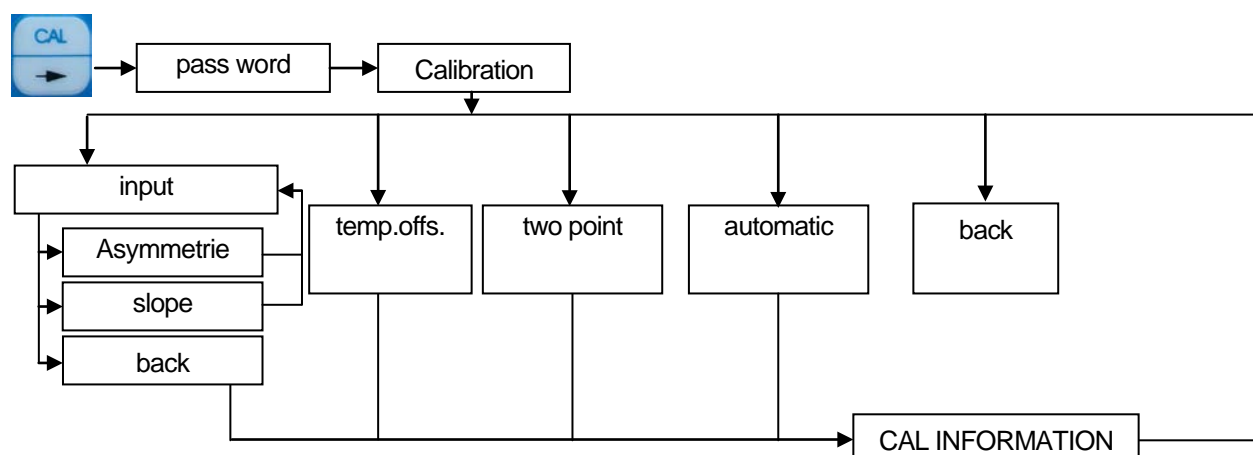 CAL
pass word
Calibration
input
temp.offs.
two point
automatic
back
Asymmetrie
slope
back
CAL INFORMATION